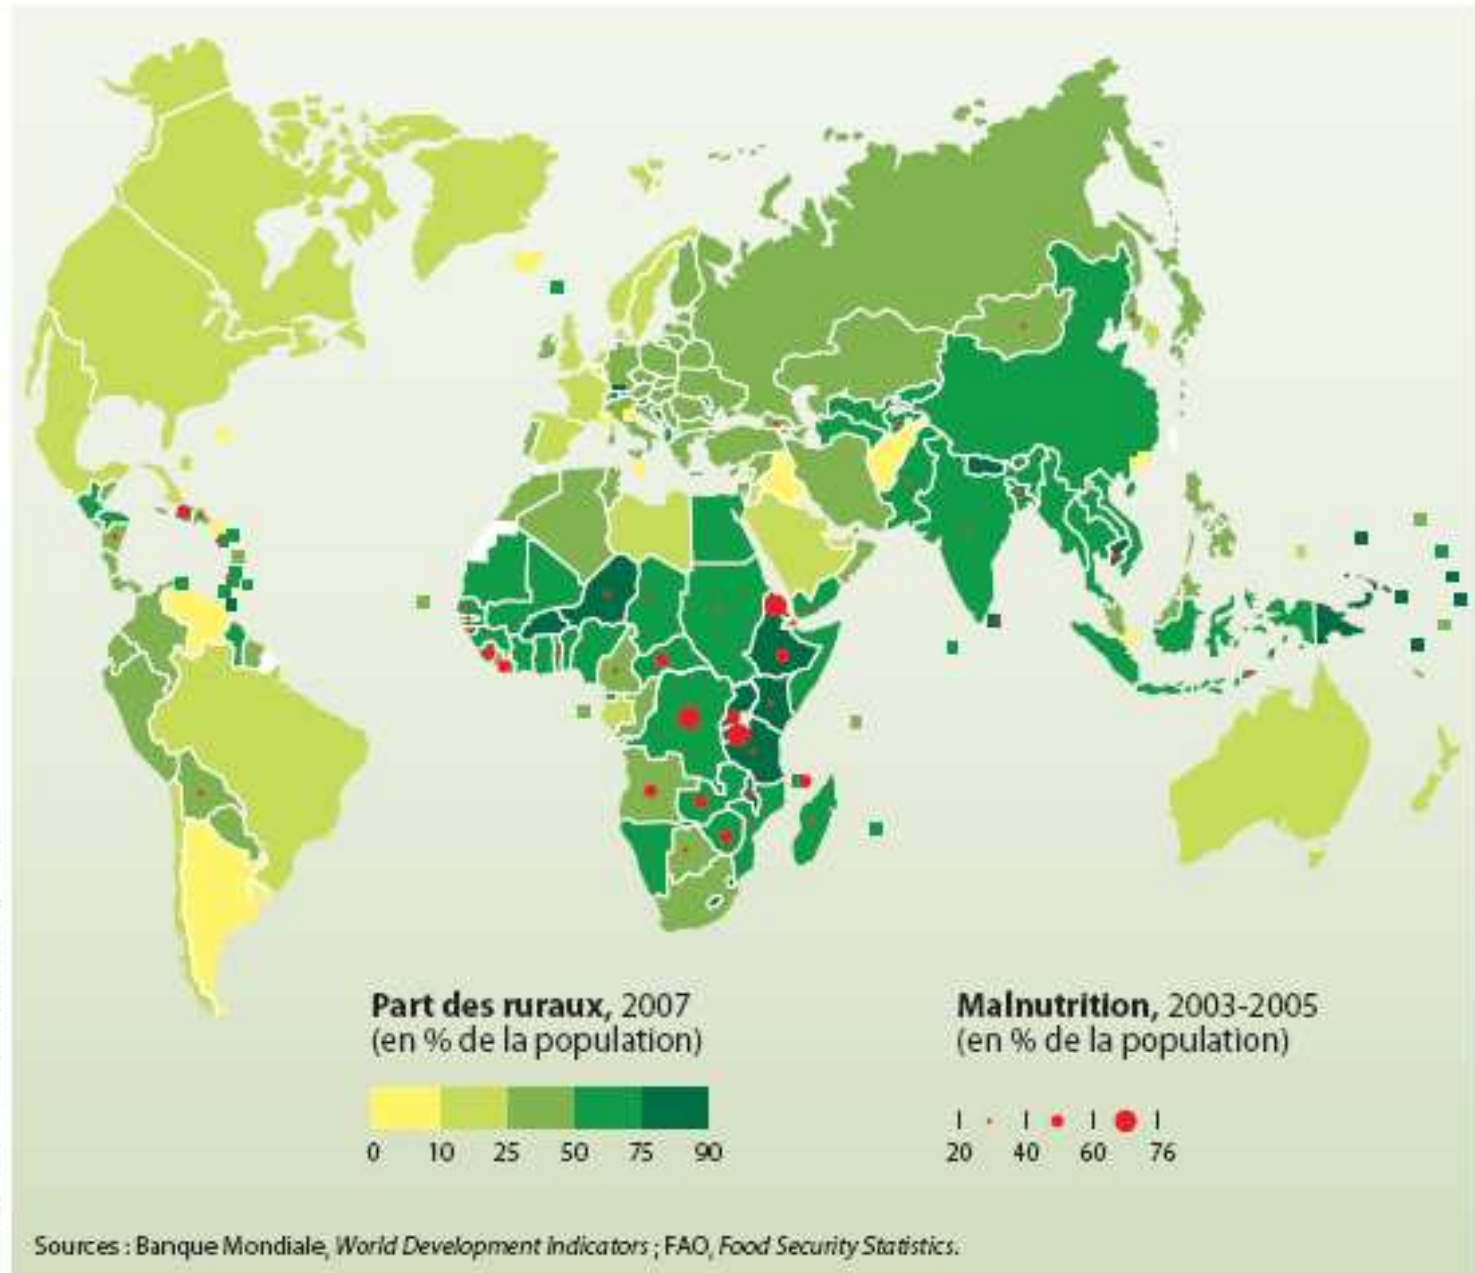 Part des ruraux, 2007
(en % de la population)
0 10 25 50 75 90
Malnutrition, 2003-2005
(en % de la population)
20 40 60 76
Sources : Banque Mondiale, World Development Indicators ; FAO, Food Security Statistics.